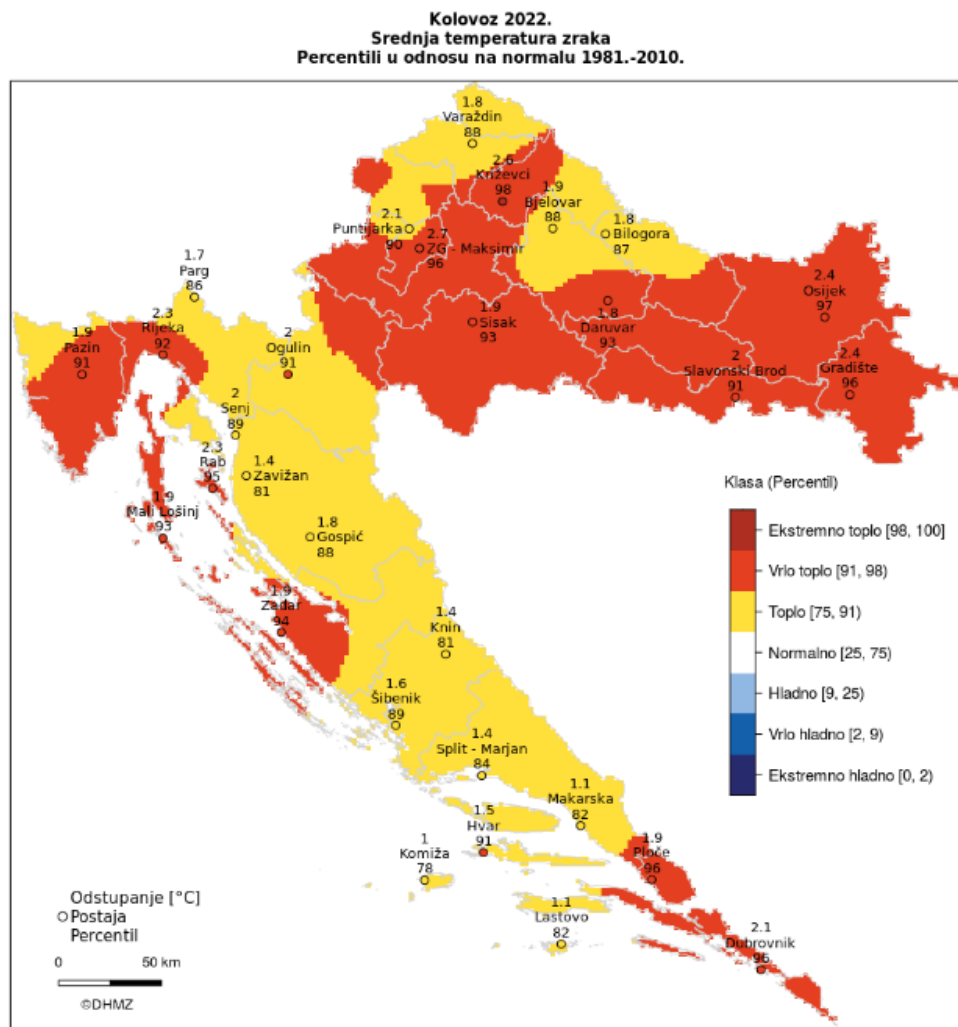 Kolovoz 2022.
Srednja temperatura zraka
Percentili u odnosu na normalu 1981.-2010.
1.8
Varaždin
88
2.6
Križevci
98
1.9
Bjelovar
88
1.8
Bilogora
87
2.1
Puntijarka
90
2.7
ZG - Maksimir
96
1.7
Parg
86
2.4
Osijek
97
2.3
Rijeka
92
1.9
Pazin
91
2
Ogulin
91
1.9
Sisak
93
1.8
Daruvar
93
2
Slavonski Brod
91
2.4
Gradište
96
2
Senj
89
2.3
Rab
95
1.4
Zavižan
81
1.9
Mali Lošinj
93
1.8
Gospić
88
1.9
Zadar
94
1.4
Knin
81
1.6
Šibenik
89
1.4
Split - Marjan
84
1.1
Makarska
82
1.5
Hvar
91
1
Komiža
78
1.9
Ploče
96
1.1
Lastovo
82
2.1
Dubrovnik
96
Klasa (Percentil)
Ekstremno toplo [98, 100]
Vrlo toplo [91, 98)
Toplo [75, 91)
Normalno [25, 75)
Hladno [9, 25)
Vrlo hladno [2, 9)
Ekstremno hladno [0, 2)
Odstupanje [°C]
Postaja
Percentil
0 50 km
©DHMZ